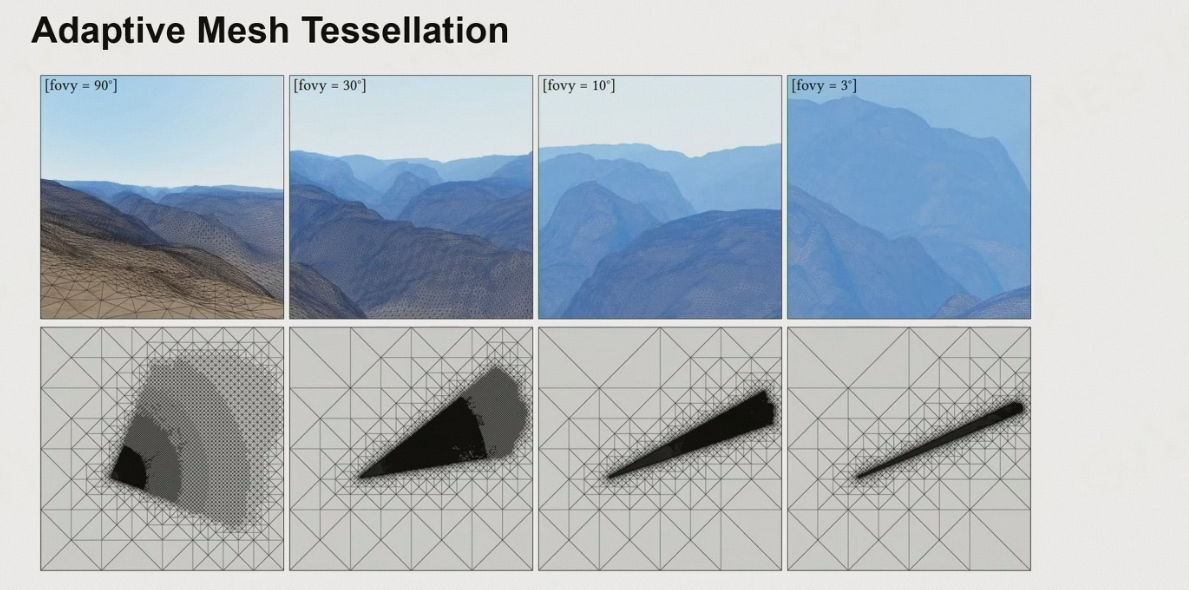 Adaptive Mesh Tessellation
[fovy = 90°]
[fovy = 30°]
[fovy = 10°]
[fovy = 3°]